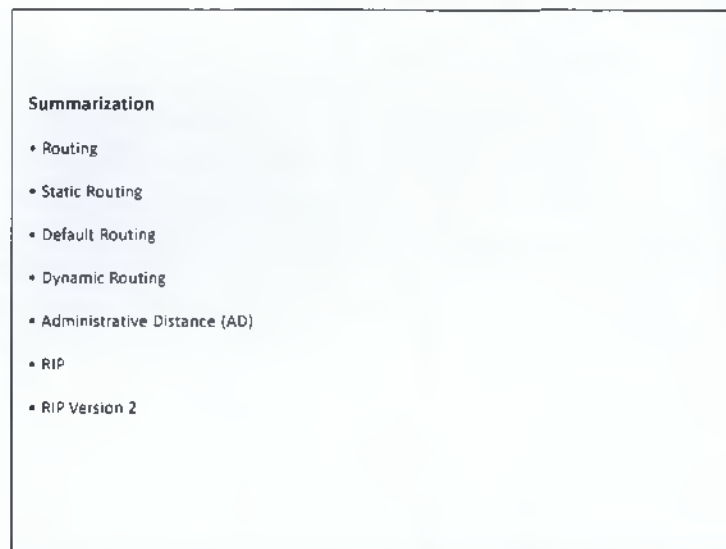 Summarization
• Routing
• Static Routing
• Default Routing
• Dynamic Routing
• Administrative Distance (AD)
• RIP
• RIP Version 2